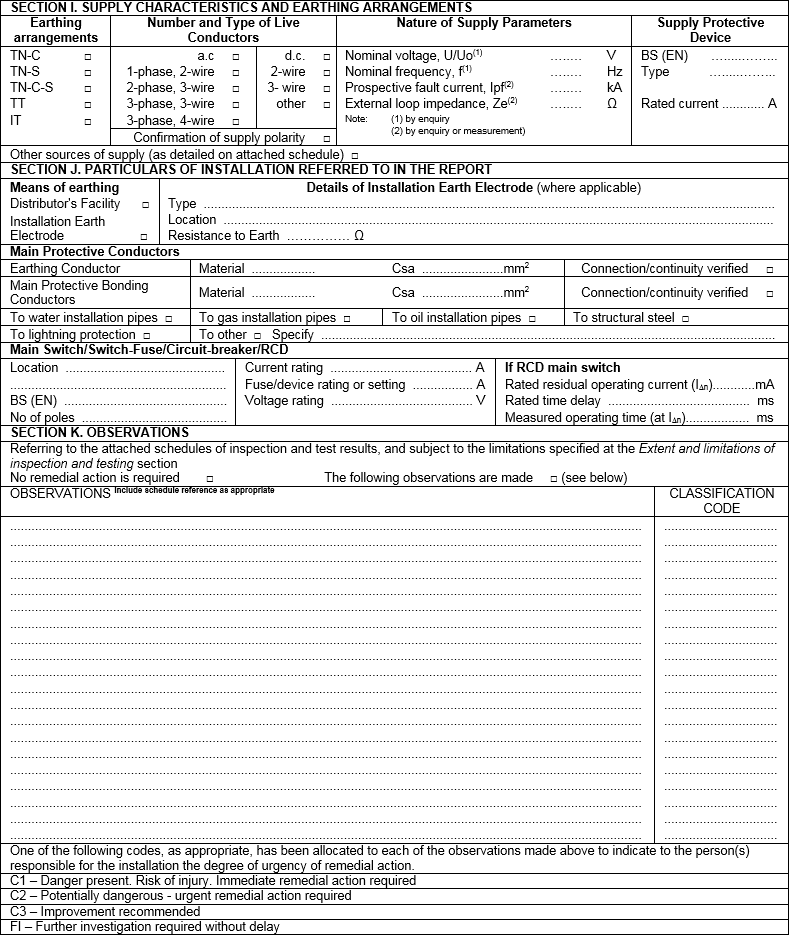 SECTION I. SUPPLY CHARACTERISTICS AND EARTHING ARRANGEMENTS
Earthing arrangements
Number and Type of Live Conductors
Nature of Supply Parameters
Supply Protective Device
TN-C □
TN-S □
TN-C-S □
TT □
IT □
a.c □ d.c. □
1-phase, 2-wire □ 2-wire □
2-phase, 3-wire □ 3- wire □
3-phase, 3-wire □ other □
3-phase, 4-wire □
Confirmation of supply polarity □
Nominal voltage, U/Uo(1) ........ V
Nominal frequency, f(1) ........ Hz
Prospective fault current, Ipf(2) ........ kA
External loop impedance, Ze(2) ........ Ω
Note: (1) by enquiry
(2) by enquiry or measurement)
BS (EN) .................
Type .................
Rated current ............ A
Other sources of supply (as detailed on attached schedule) □
SECTION J. PARTICULARS OF INSTALLATION REFERRED TO IN THE REPORT
Means of earthing
Distributor's Facility □
Installation Earth
Electrode □
Details of Installation Earth Electrode (where applicable)
Type ..........
Location ..........
Resistance to Earth ............... Ω
Main Protective Conductors
Earthing Conductor Material .................. Csa .......................mm2 Connection/continuity verified □
Main Protective Bonding
Conductors Material .................. Csa .......................mm2 Connection/continuity verified □
To water installation pipes □ To gas installation pipes □ To oil installation pipes □ To structural steel □
To lightning protection □ To other □ Specify ..........
Main Switch/Switch-Fuse/Circuit-breaker/RCD
Location ..........
..........
BS (EN) ..........
No of poles ..........
Current rating .......... A
Fuse/device rating or setting .......... A
Voltage rating .......... V
If RCD main switch
Rated residual operating current (IΔn)............mA
Rated time delay .......... ms
Measured operating time (at IΔn).................. ms
SECTION K. OBSERVATIONS
Referring to the attached schedules of inspection and test results, and subject to the limitations specified at the Extent and limitations of
inspection and testing section
No remedial action is required □ The following observations are made □ (see below)
OBSERVATIONS Include schedule reference as appropriate
CLASSIFICATION
CODE
One of the following codes, as appropriate, has been allocated to each of the observations made above to indicate to the person(s)
responsible for the installation the degree of urgency of remedial action.
C1 – Danger present. Risk of injury. Immediate remedial action required
C2 – Potentially dangerous - urgent remedial action required
C3 – Improvement recommended
FI – Further investigation required without delay